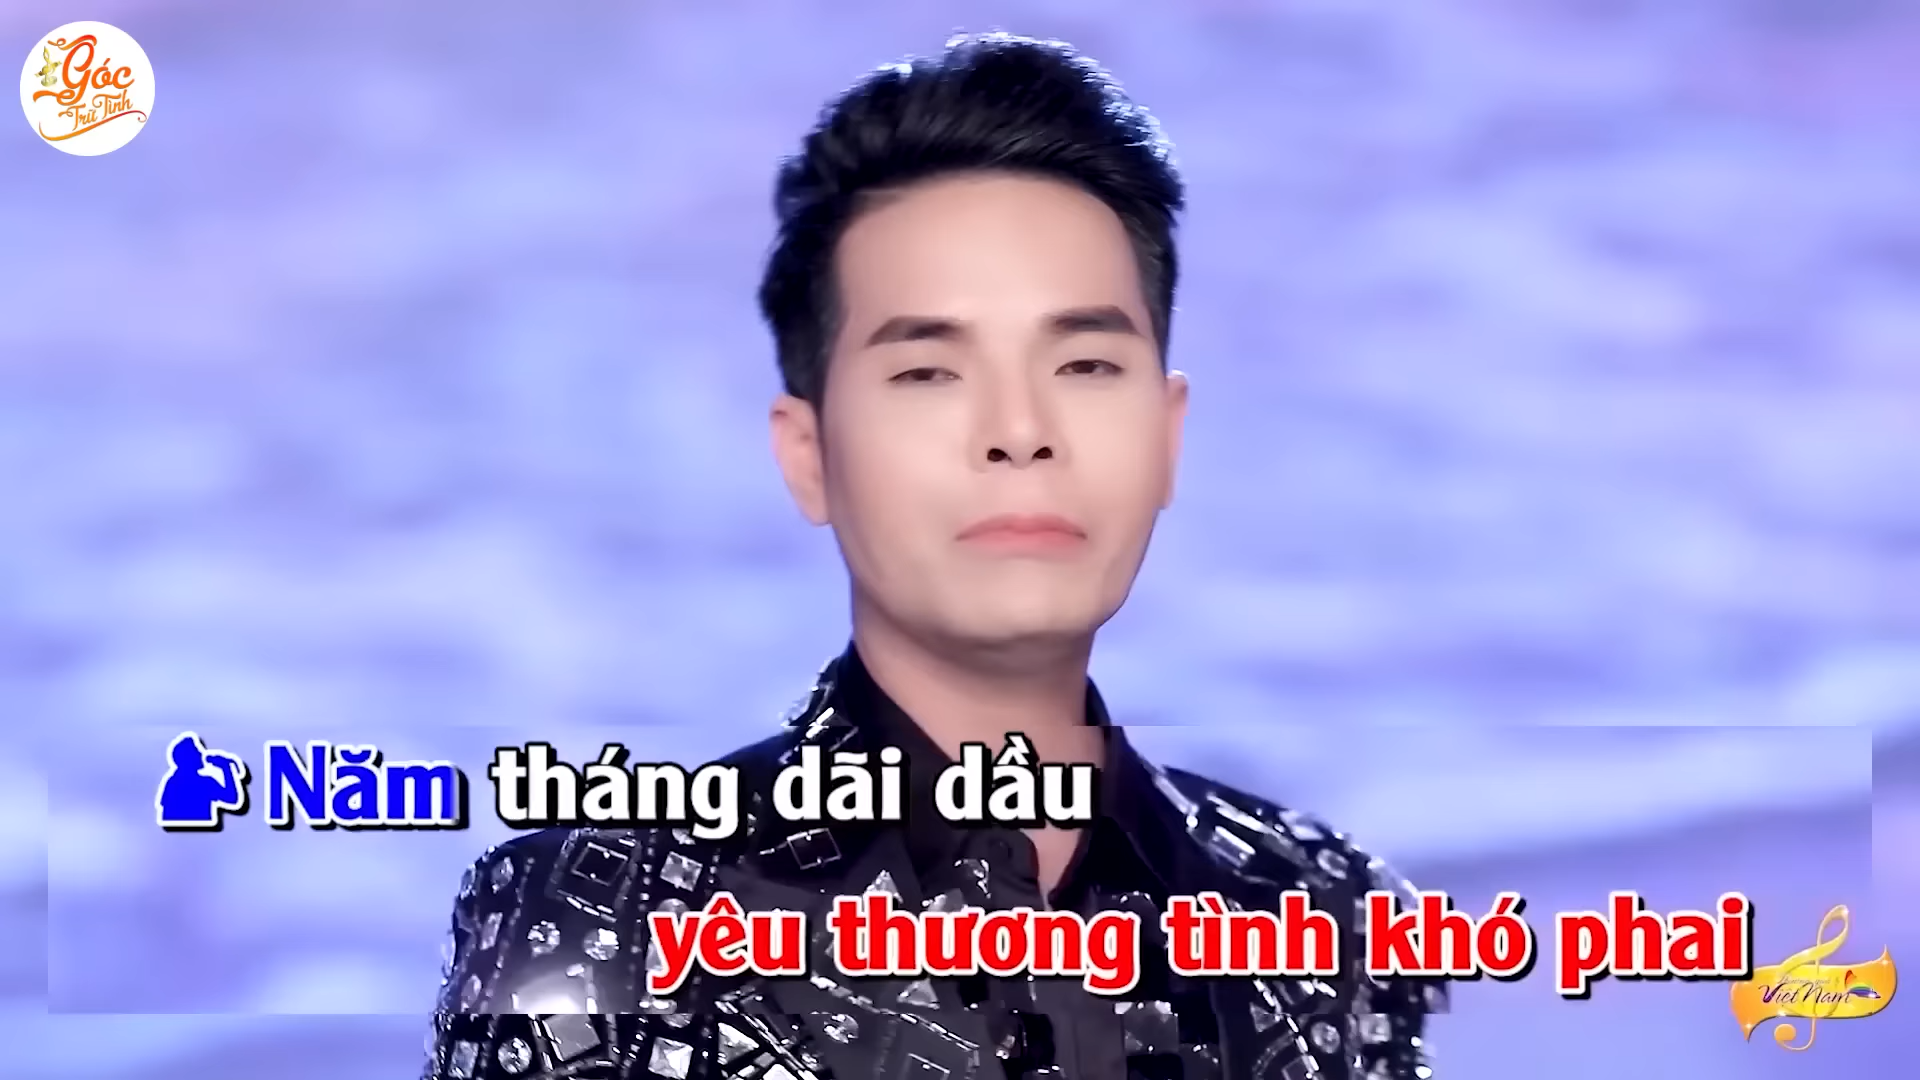 Góc
Trữ Tình
Năm tháng dãi dầu
yêu thương tình khó phai
Việt Nam